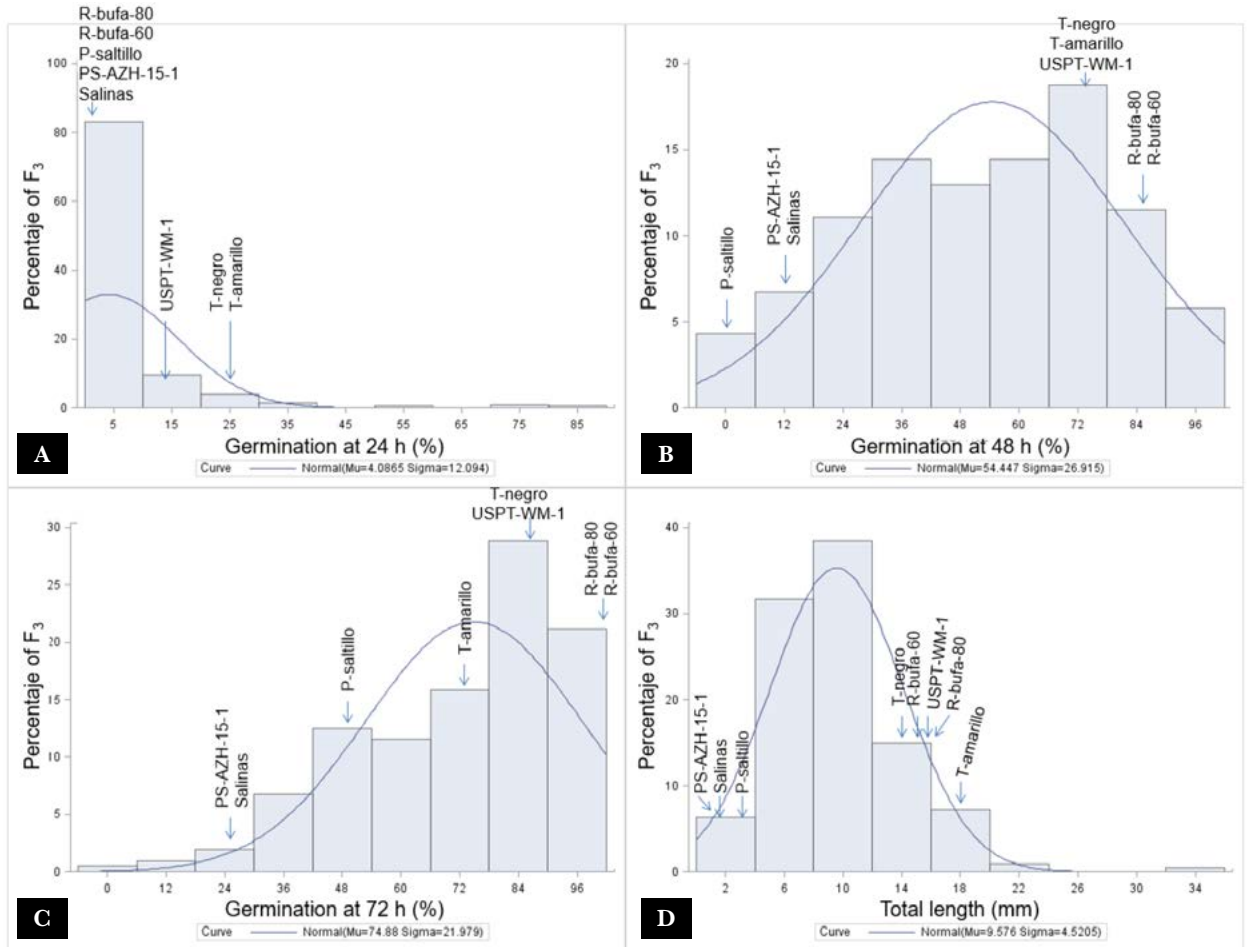 R-bufa-80
R-bufa-60
P-saltillo
PS-AZH-15-1
Salinas
USPT-WM-1
T-negro
T-amarillo
Percentaje of F3
100
80
60
40
20
0
5 15 25 35 45 55 65 75 85
Germination at 24 h (%)
A
Curve Normal(Mu=4.0865 Sigma=12.094)
T-negro
T-amarillo
USPT-WM-1
R-bufa-80
R-bufa-60
PS-AZH-15-1
Salinas
P-saltillo
Percentaje of F3
20
15
10
5
0
0 12 24 36 48 60 72 84 96
Germination at 48 h (%)
B
Curve Normal(Mu=54.447 Sigma=26.915)
T-negro
USPT-WM-1
R-bufa-80
R-bufa-60
T-amarillo
P-saltillo
PS-AZH-15-1
Salinas
Percentaje of F3
30
25
20
15
10
5
0
0 12 24 36 48 60 72 84 96
Germination at 72 h (%)
C
Curve Normal(Mu=74.88 Sigma=21.979)
PS-AZH-15-1
Salinas
P-saltillo
T-negro
R-bufa-60
USPT-WM-1
R-bufa-80
T-amarillo
Percentaje of F3
40
30
20
10
0
2 6 10 14 18 22 26 30 34
Total length (mm)
D
Curve Normal(Mu=9.576 Sigma=4.5205)